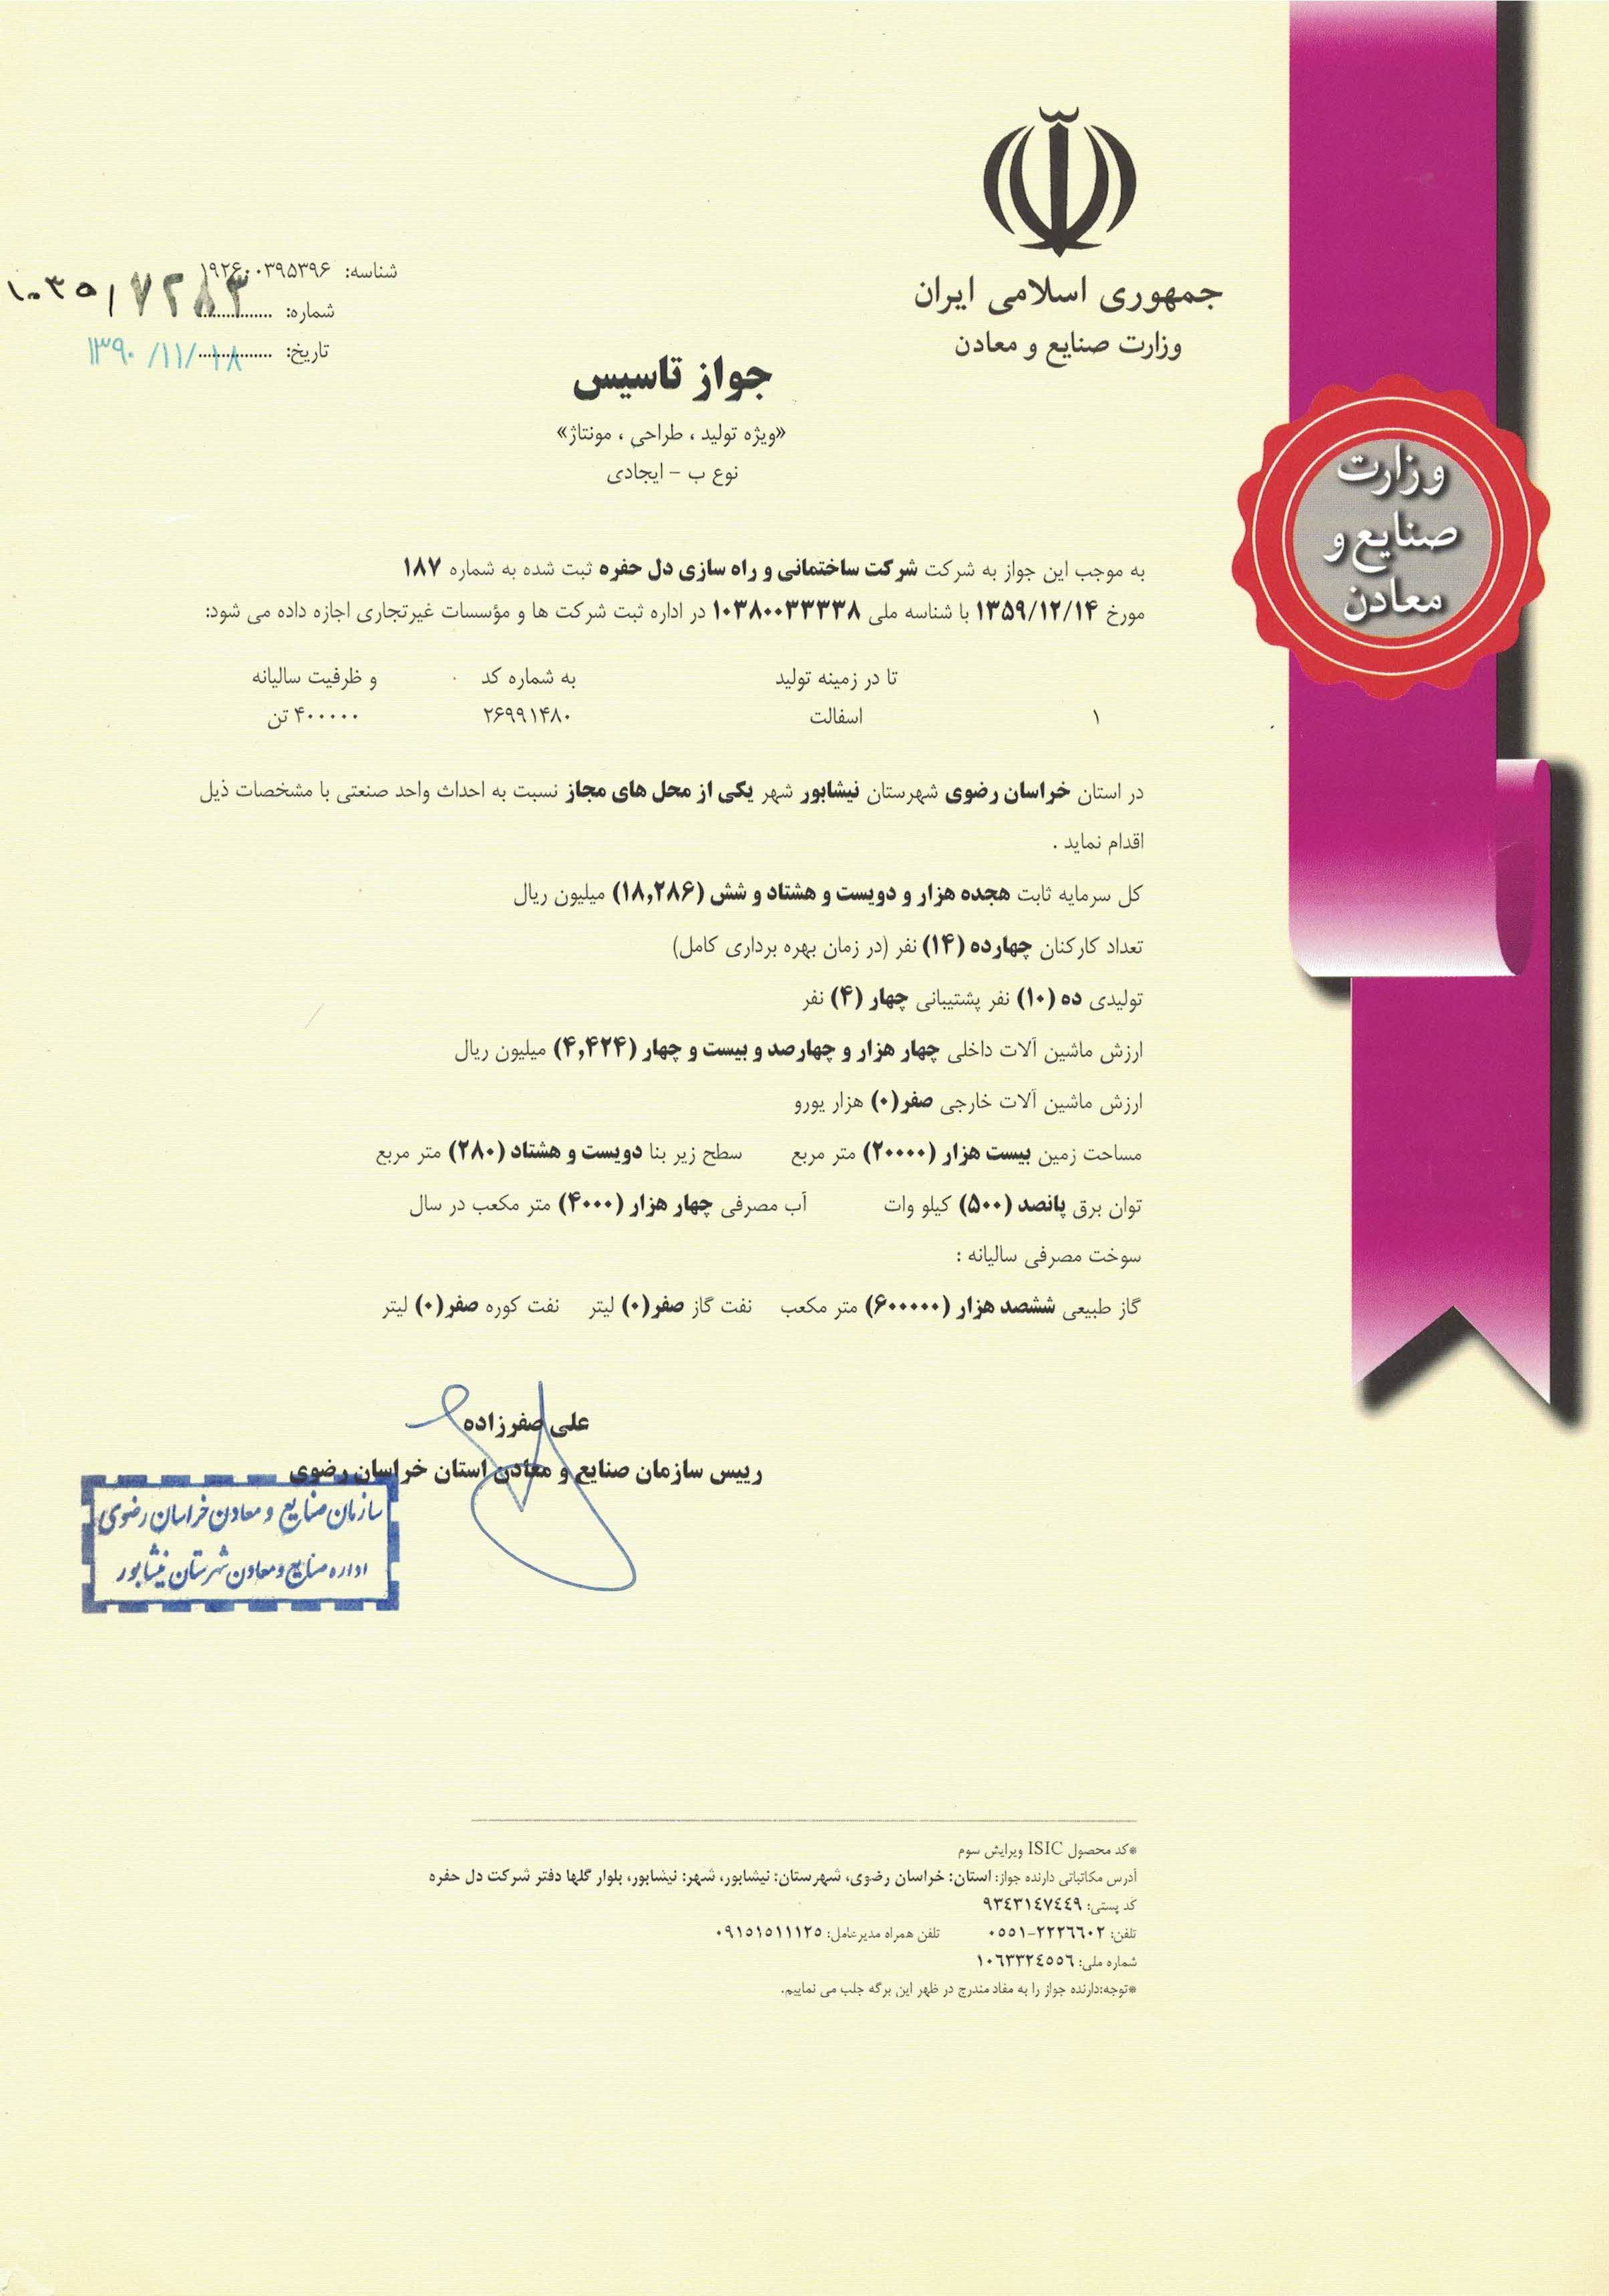 جمهوری اسلامی ایران
وزارت صنایع و معادن
شناسه: ۱۹۲۶۰۰۳۹۵۳۹۶
شماره: ۱۰۳۵/۷۲۸۳
تاریخ: ۱۳۹۰/۱۱/۱۸
جواز تاسیس
«ویژه تولید ، طراحی ، مونتاژ»
نوع ب - ایجادی
وزارت
صنایع و
معادن
به موجب این جواز به شرکت شرکت ساختمانی و راه سازی دل حفره ثبت شده به شماره ۱۸۷
مورخ ۱۳۵۹/۱۲/۱۴ با شناسه ملی ۱۰۳۸۰۰۳۳۳۳۸ در اداره ثبت شرکت ها و مؤسسات غیرتجاری اجازه داده می شود:
تا در زمینه تولید به شماره کد و ظرفیت سالیانه
۱ اسفالت ۲۶۹۹۱۴۸۰ ۴۰۰۰۰۰ تن
در استان خراسان رضوی شهرستان نیشابور شهر یکی از محل های مجاز نسبت به احداث واحد صنعتی با مشخصات ذیل
اقدام نماید .
کل سرمایه ثابت هجده هزار و دویست و هشتاد و شش (۱۸,۲۸۶) میلیون ریال
تعداد کارکنان چهارده (۱۴) نفر (در زمان بهره برداری کامل)
تولیدی ده (۱۰) نفر پشتیبانی چهار (۴) نفر
ارزش ماشین آلات داخلی چهار هزار و چهارصد و بیست و چهار (۴,۴۲۴) میلیون ریال
ارزش ماشین آلات خارجی صفر(۰) هزار یورو
مساحت زمین بیست هزار (۲۰۰۰۰) متر مربع سطح زیر بنا دویست و هشتاد (۲۸۰) متر مربع
توان برق پانصد (۵۰۰) کیلو وات آب مصرفی چهار هزار (۴۰۰۰) متر مکعب در سال
سوخت مصرفی سالیانه :
گاز طبیعی ششصد هزار (۶۰۰۰۰۰) متر مکعب نفت گاز صفر(۰) لیتر نفت کوره صفر(۰) لیتر
علی صفرزاده
رییس سازمان صنایع و معادن استان خراسان رضوی
سازمان صنایع و معادن خراسان رضوی
اداره صنایع و معادن شهرستان نیشابور
*کد محصول ISIC ویرایش سوم
آدرس مکاتباتی دارنده جواز: استان: خراسان رضوی، شهرستان: نیشابور، شهر: نیشابور، بلوار گلها دفتر شرکت دل حفره
کد پستی: ۹۳٤۳۱٤۷٤٤۹
تلفن: ۰۵۵۱-۲۲۲٦٦۰۲ تلفن همراه مدیرعامل: ۰۹۱۵۱۵۱۱۱۲۵
شماره ملی: ۱۰٦۳۳۲٤۵۵٦
*توجه:دارنده جواز را به مفاد مندرج در ظهر این برگه جلب می نماییم.